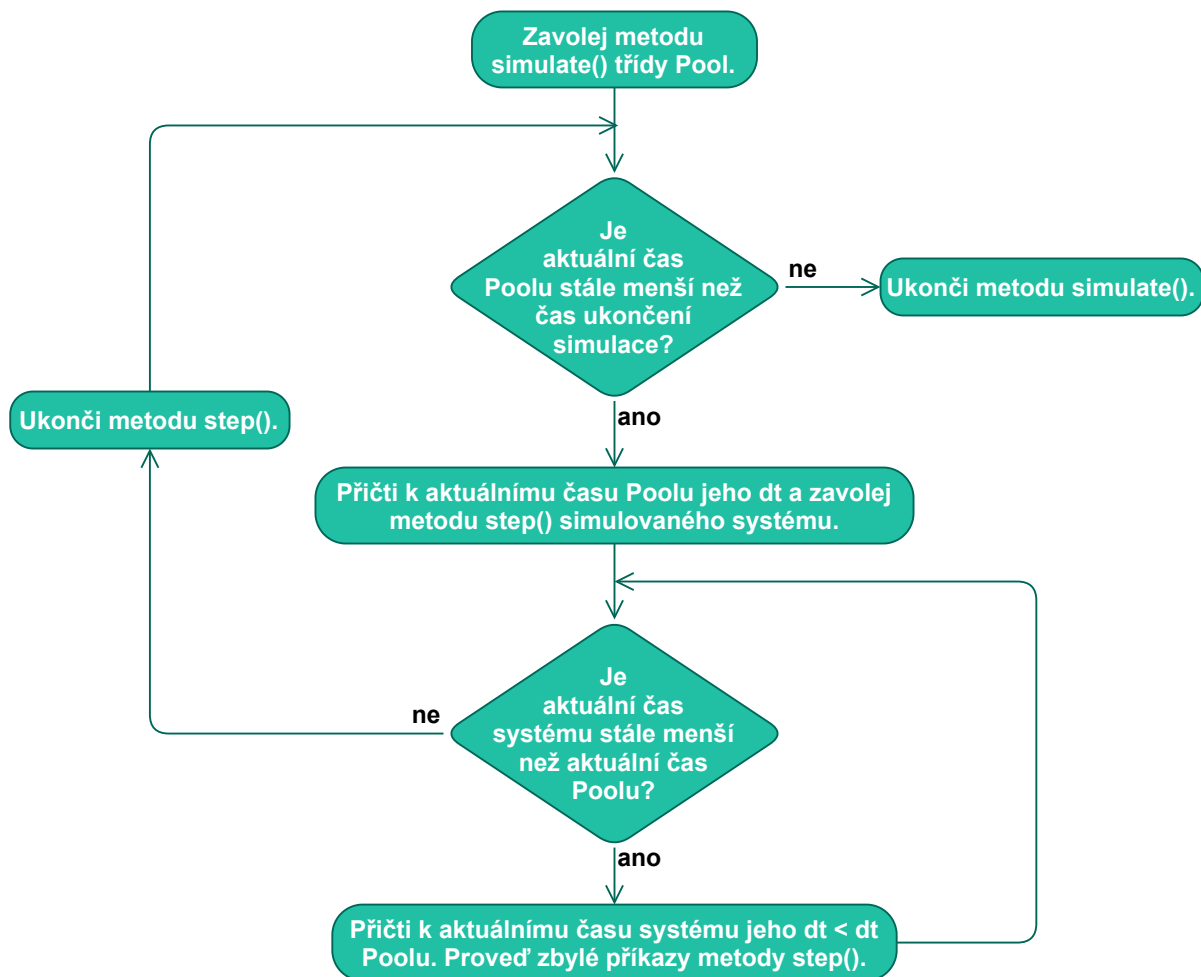 Zavolej metodu
simulate() třídy Pool.
Je
aktuální čas
Poolu stále menší než
čas ukončení
simulace?
ne
Ukonči metodu simulate().
ano
Ukonči metodu step().
Přičti k aktuálnímu času Poolu jeho dt a zavolej
metodu step() simulovaného systému.
Je
aktuální čas
systému stále menší
než aktuální čas
Poolu?
ne
ano
Přičti k aktuálnímu času systému jeho dt < dt
Poolu. Proveď zbylé příkazy metody step().